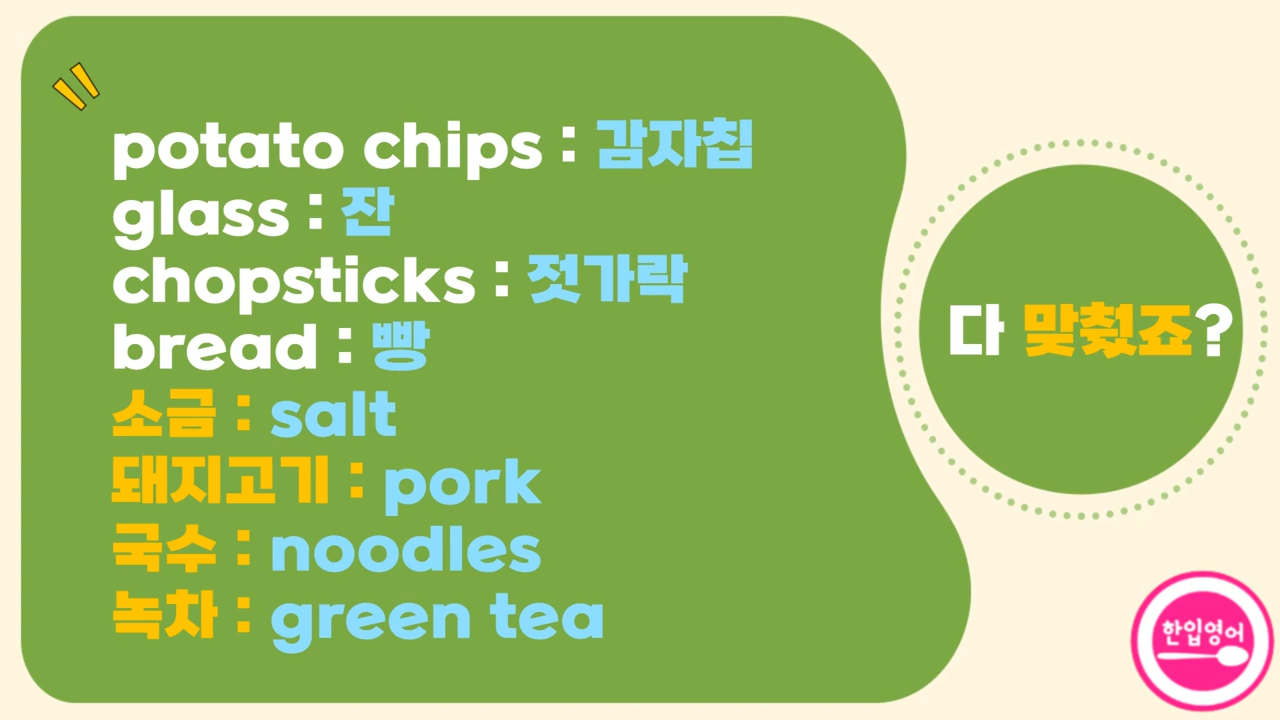 potato chips : 감자칩
glass : 잔
chopsticks : 젓가락
bread : 빵
소금 : salt
돼지고기 : pork
국수 : noodles
녹차 : green tea
다 맞췄죠?
한입영어